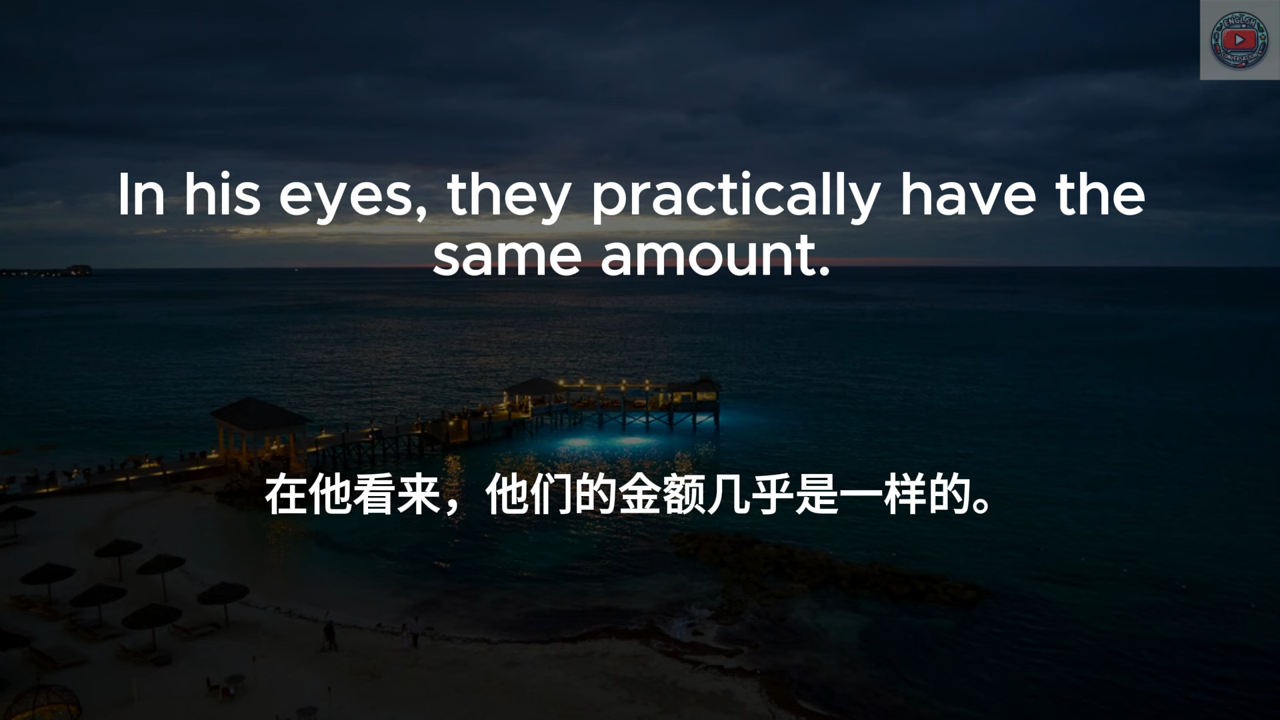 In his eyes, they practically have the
same amount.
在他看来，他们的金额几乎是一样的。